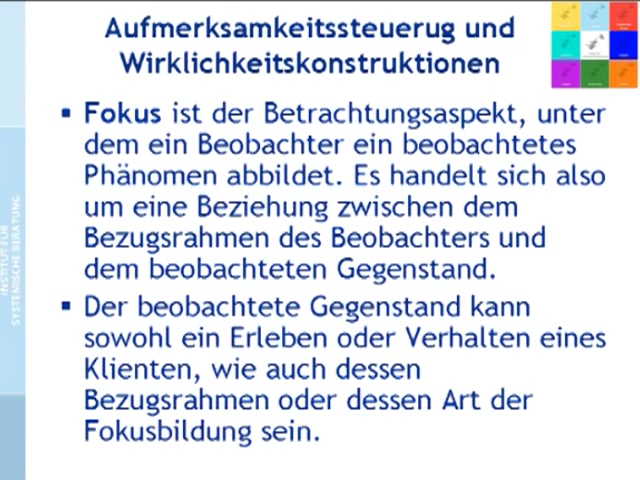 Aufmerksamkeitssteuerug und
Wirklichkeitskonstruktionen
▪ Fokus ist der Betrachtungsaspekt, unter
dem ein Beobachter ein beobachtetes
Phänomen abbildet. Es handelt sich also
um eine Beziehung zwischen dem
Bezugsrahmen des Beobachters und
dem beobachteten Gegenstand.
▪ Der beobachtete Gegenstand kann
sowohl ein Erleben oder Verhalten eines
Klienten, wie auch dessen
Bezugsrahmen oder dessen Art der
Fokusbildung sein.
INSTITUT FÜR
SYSTEMISCHE BERATUNG